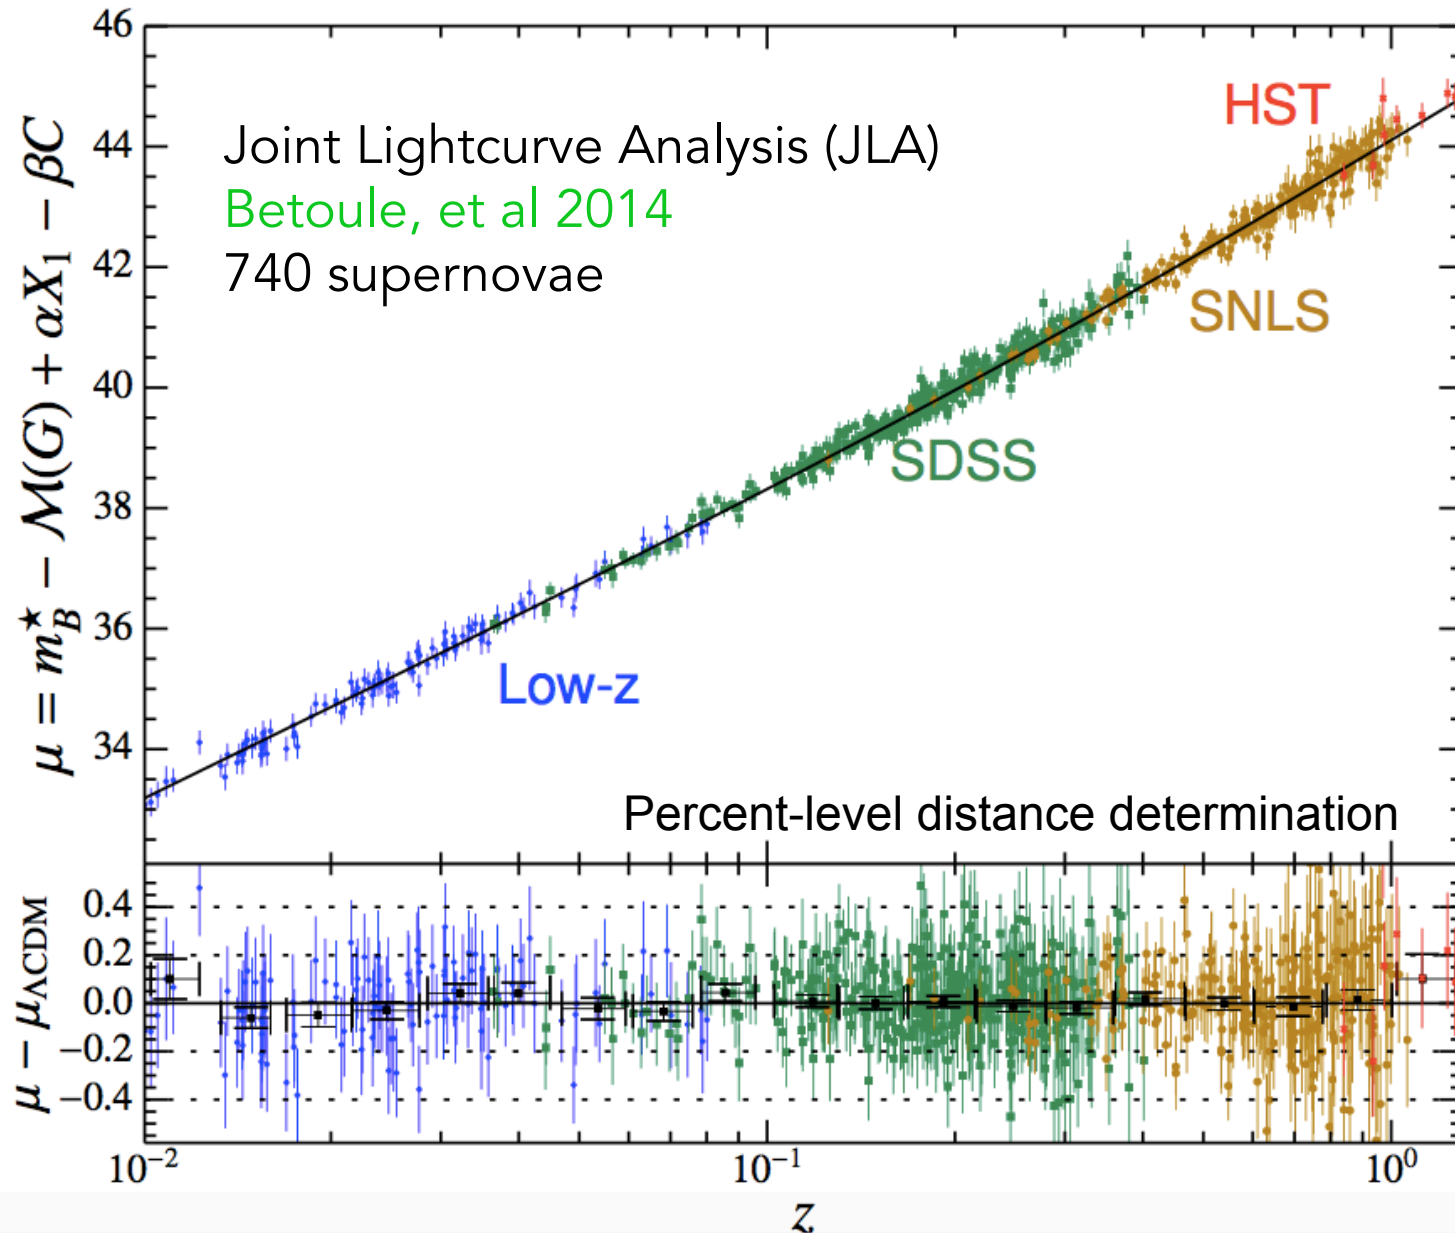 46
44
42
40
38
36
34
μ = m★B − M(G) + αX₁ − βC
Joint Lightcurve Analysis (JLA)
Betoule, et al 2014
740 supernovae
HST
SNLS
SDSS
Low-z
Percent-level distance determination
0.4
0.2
0.0
−0.2
−0.4
μ − μΛCDM
10⁻²
10⁻¹
10⁰
z